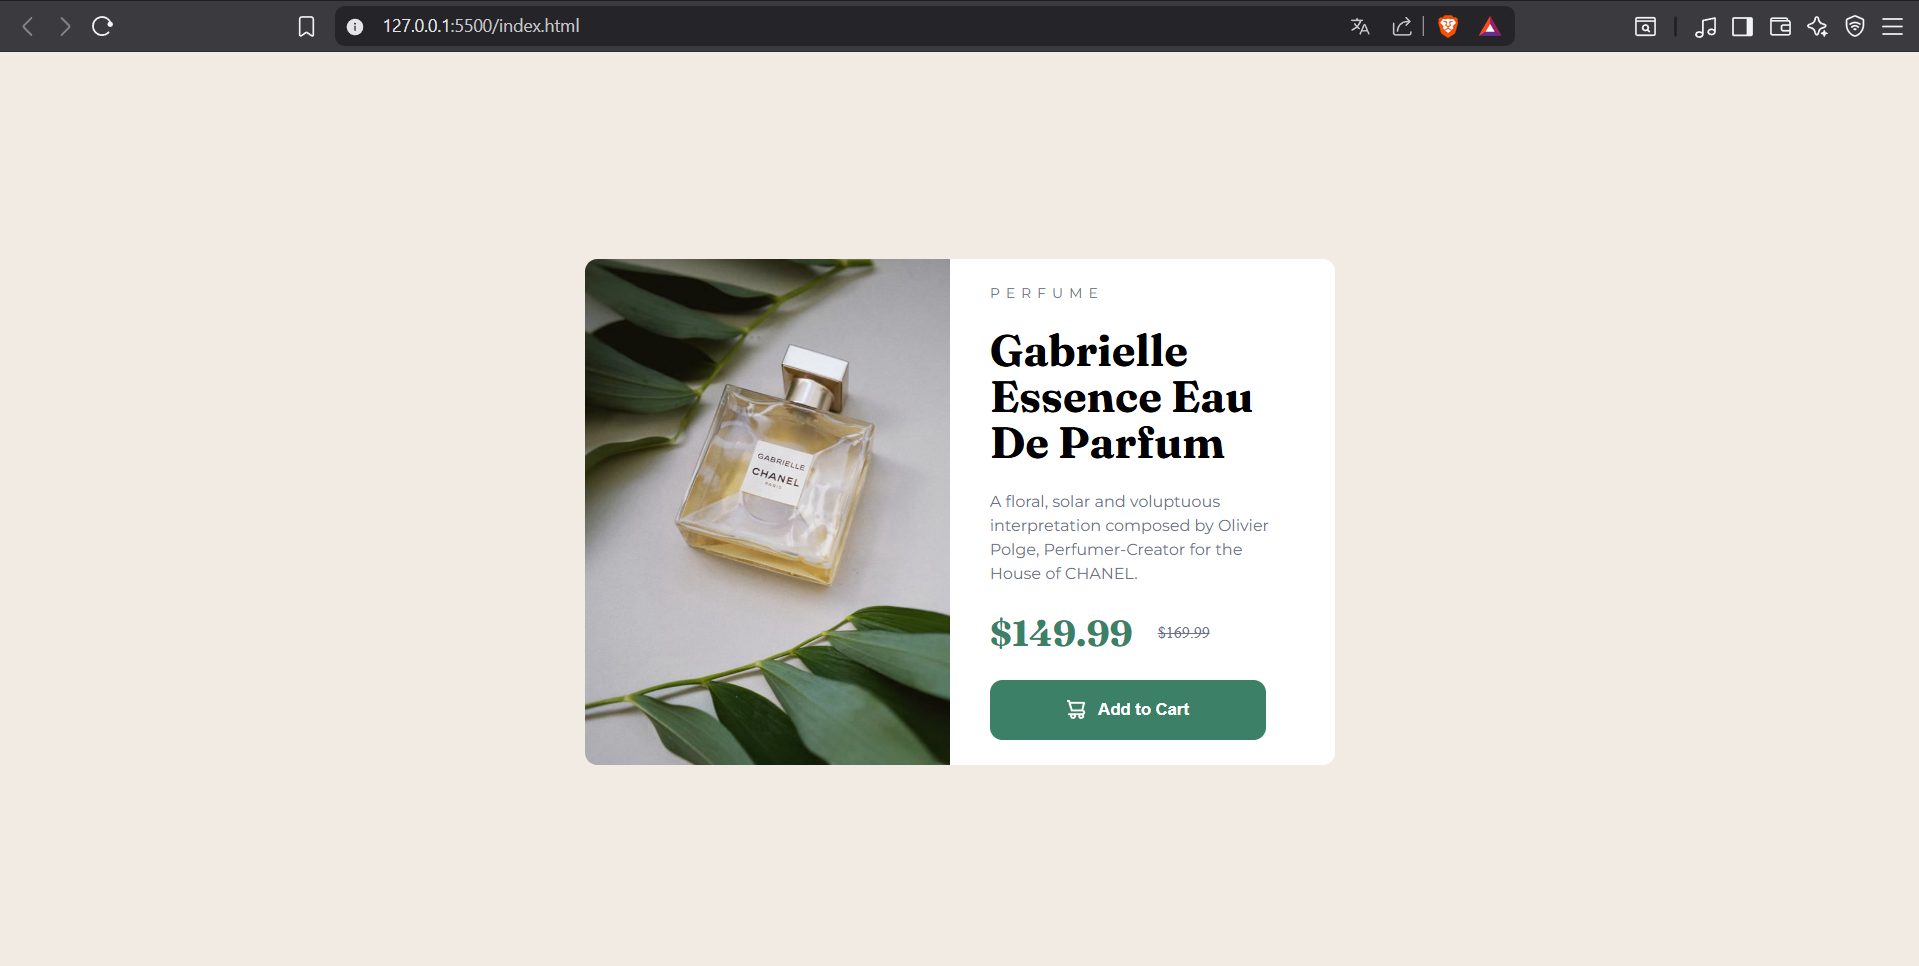 127.0.0.1:5500/index.html
PERFUME
Gabrielle
Essence Eau
De Parfum
A floral, solar and voluptuous
interpretation composed by Olivier
Polge, Perfumer-Creator for the
House of CHANEL.
$149.99 $169.99
Add to Cart
GABRIELLE
CHANEL
PARIS